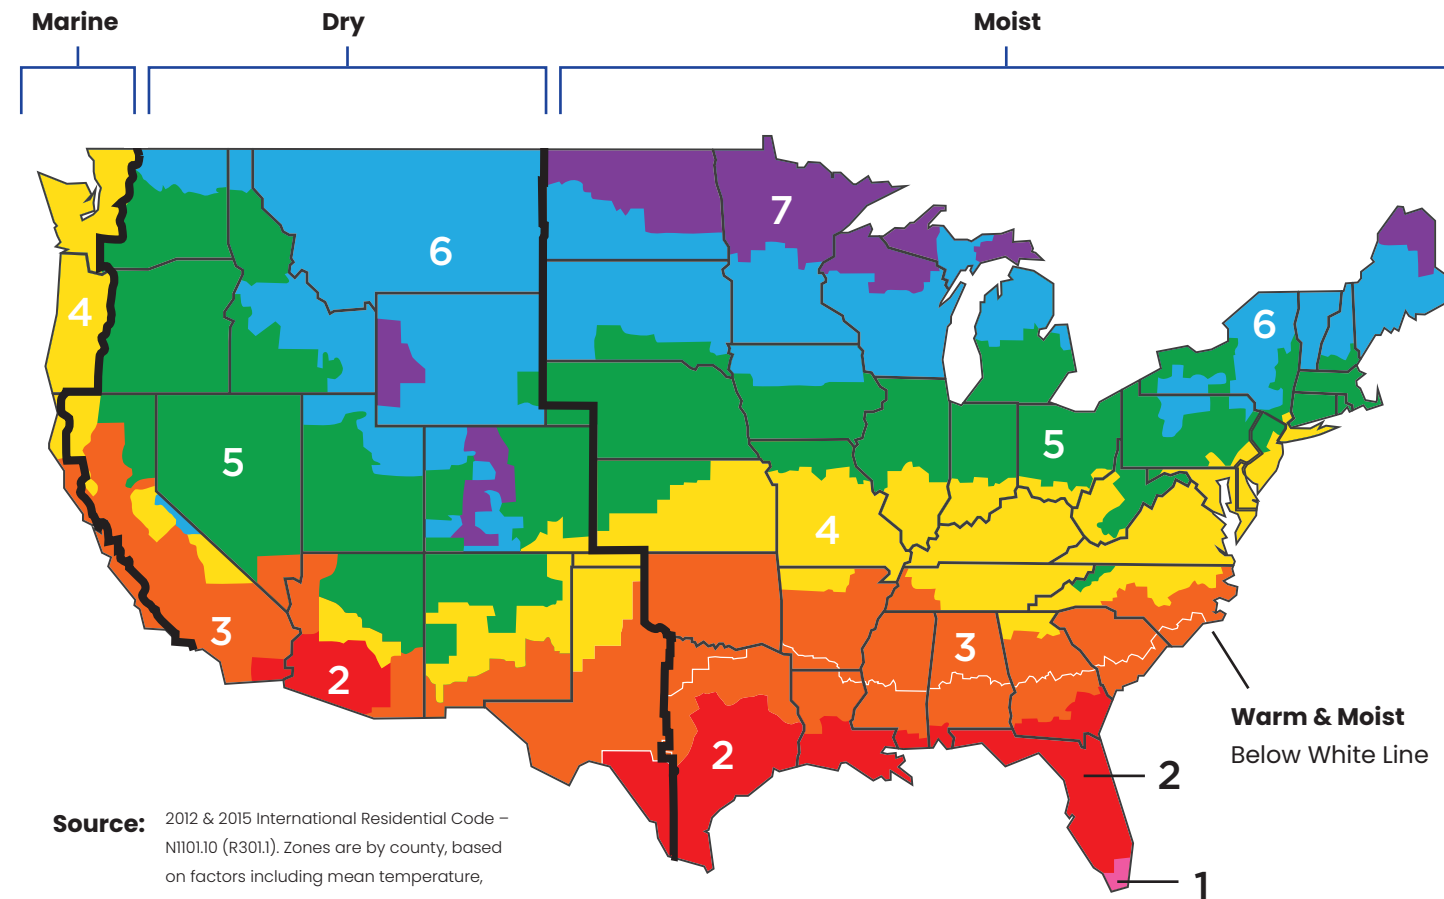 Marine
Dry
Moist
7
6
4
6
5
5
4
3
3
2
2
Warm & Moist
Below White Line
2
1
Source:
2012 & 2015 International Residential Code –
N1101.10 (R301.1). Zones are by county, based
on factors including mean temperature,